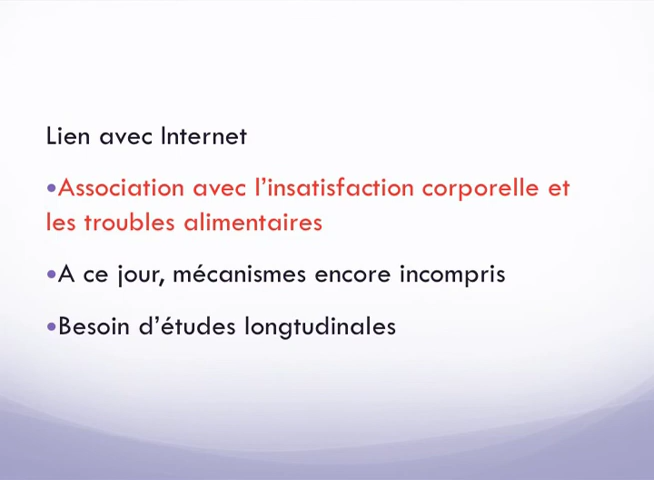 Lien avec Internet
•Association avec l'insatisfaction corporelle et
les troubles alimentaires
•A ce jour, mécanismes encore incompris
•Besoin d'études longtudinales